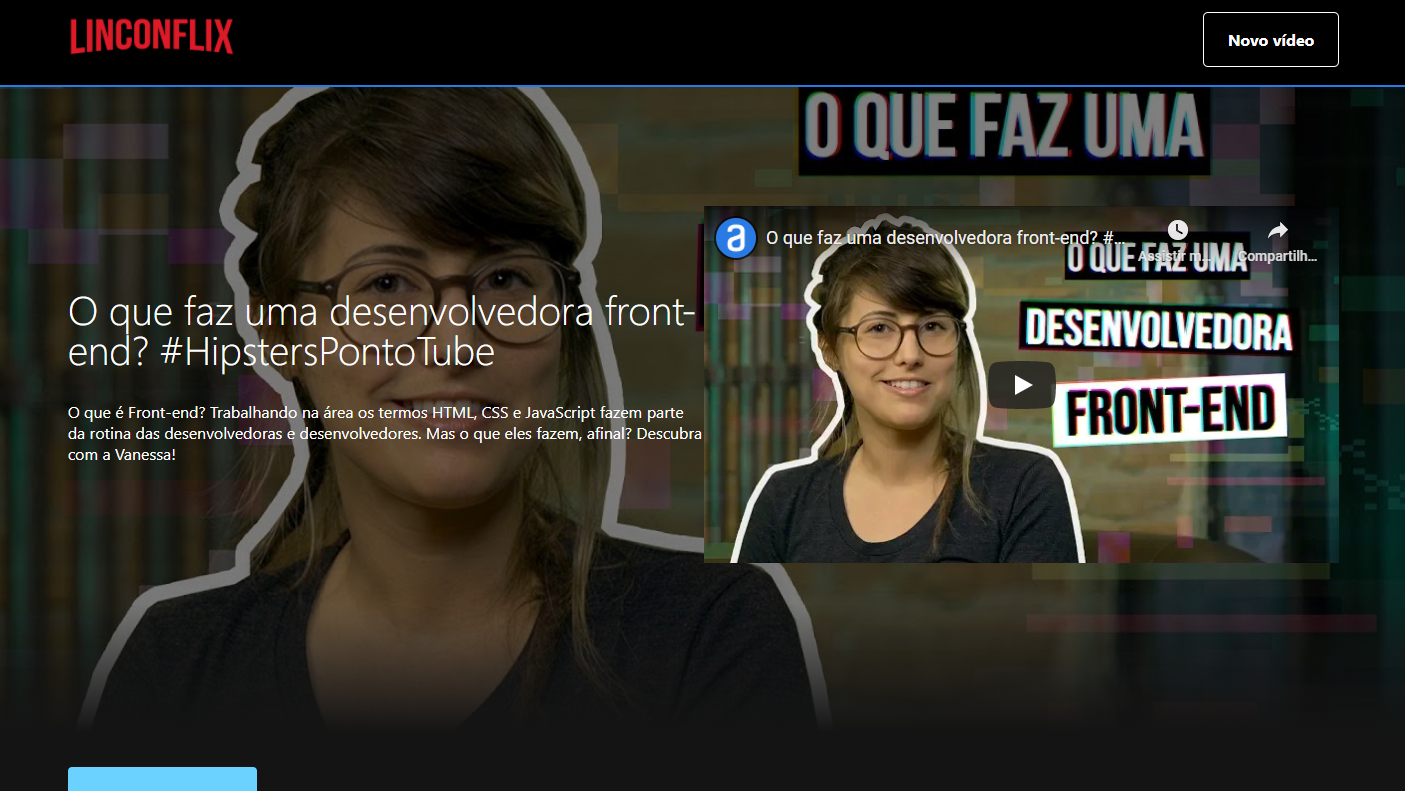 LINCONFLIX
Novo vídeo
O QUE FAZ UMA
O que faz uma desenvolvedora front-end? #...
Assistir m...
Compartilh...
O QUE FAZ UMA
DESENVOLVEDORA
FRONT-END
O que faz uma desenvolvedora front-
end? #HipstersPontoTube
O que é Front-end? Trabalhando na área os termos HTML, CSS e JavaScript fazem parte
da rotina das desenvolvedoras e desenvolvedores. Mas o que eles fazem, afinal? Descubra
com a Vanessa!